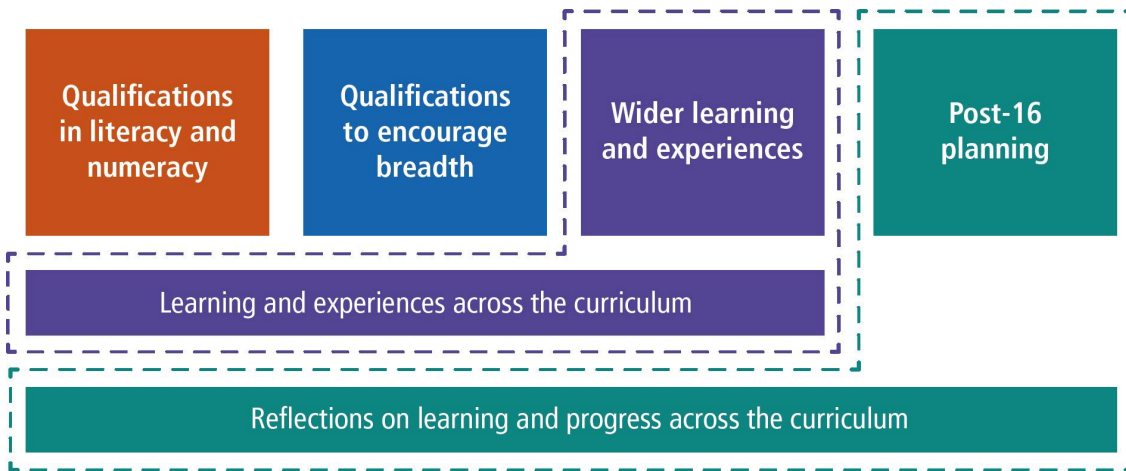 Qualifications
in literacy and
numeracy
Qualifications
to encourage
breadth
Wider learning
and experiences
Post-16
planning
Learning and experiences across the curriculum
Reflections on learning and progress across the curriculum